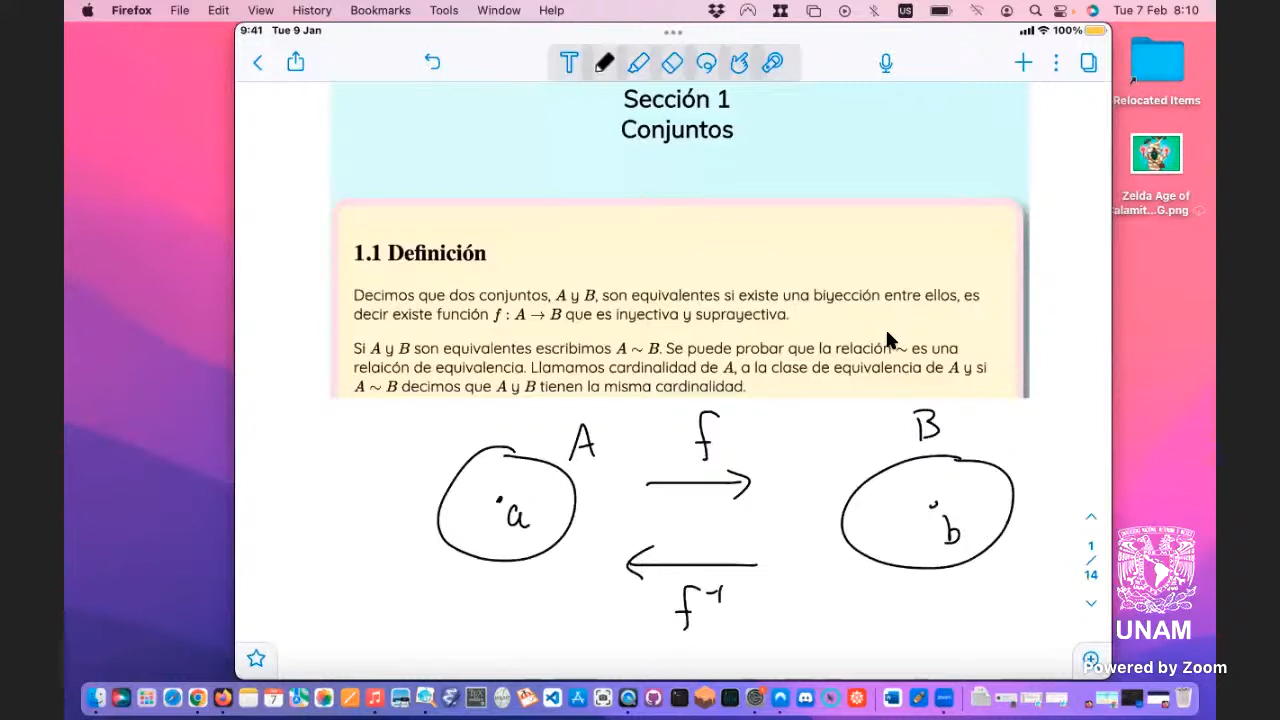 Firefox File Edit View History Bookmarks Tools Window Help US Tue 7 Feb 8:10
9:41 Tue 9 Jan 100%
Relocated Items
Zelda Age of
alamit...G.png
Sección 1
Conjuntos
1.1 Definición
Decimos que dos conjuntos, A y B, son equivalentes si existe una biyección entre ellos, es
decir existe función f : A → B que es inyectiva y suprayectiva.
Si A y B son equivalentes escribimos A ∼ B. Se puede probar que la relación ∼ es una
relaicón de equivalencia. Llamamos cardinalidad de A, a la clase de equivalencia de A y si
A ∼ B decimos que A y B tienen la misma cardinalidad.
A f B
a b
f⁻¹
1
/
14
UNAM
Powered by Zoom